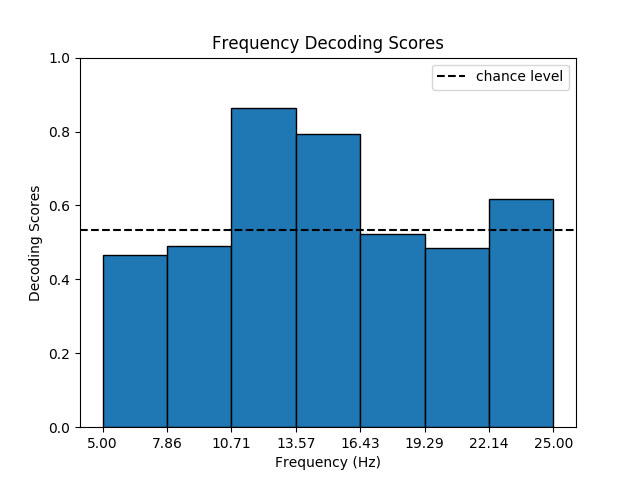 Frequency Decoding Scores
chance level
Decoding Scores
1.0
0.8
0.6
0.4
0.2
0.0
5.00 7.86 10.71 13.57 16.43 19.29 22.14 25.00
Frequency (Hz)